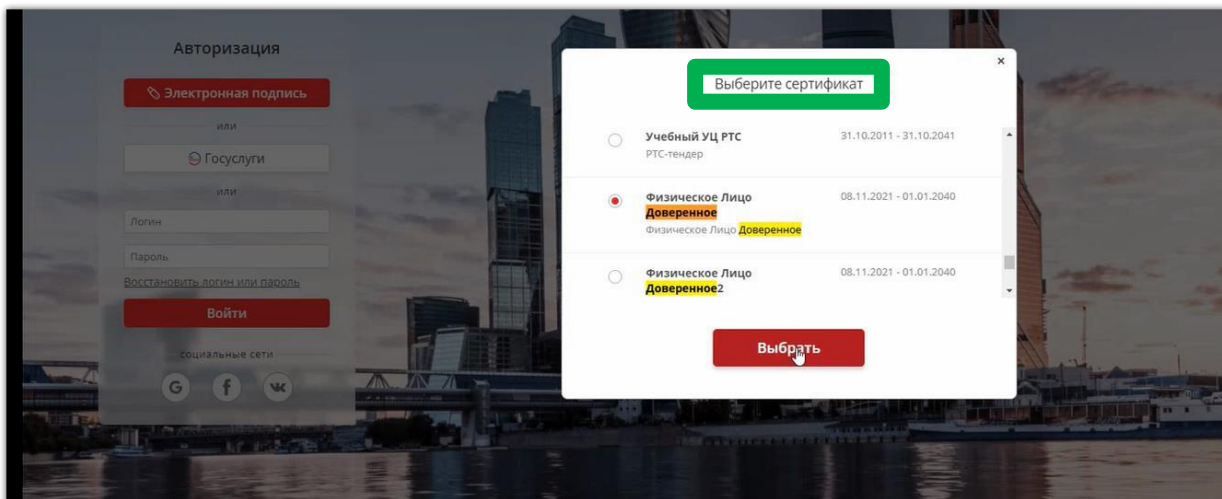 Авторизация
Электронная подпись
или
Госуслуги
или
Логин
Пароль
Восстановить логин или пароль
Войти
социальные сети
G f
Выберите сертификат
×
Учебный УЦ РТС 31.10.2011 - 31.10.2041
РТС-тендер
Физическое Лицо 08.11.2021 - 01.01.2040
Доверенное
Физическое Лицо Доверенное
Физическое Лицо 08.11.2021 - 01.01.2040
Доверенное2
Выбрать